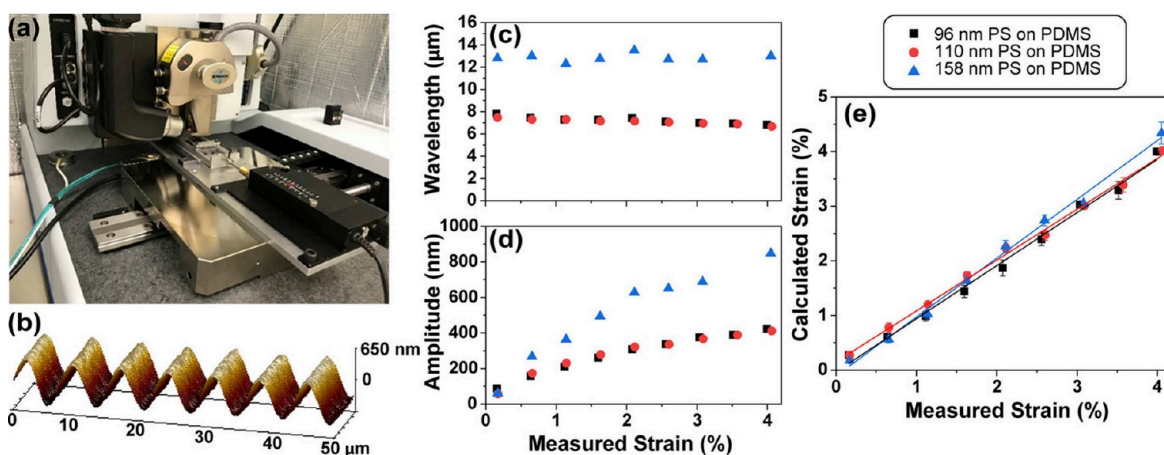 (a)
(b)
650 nm
0
0
10
20
30
40
50 µm
(c)
Wavelength (µm)
18
16
14
12
10
8
6
4
2
0
(d)
Amplitude (nm)
1000
800
600
400
200
0
0 1 2 3 4
Measured Strain (%)
96 nm PS on PDMS
110 nm PS on PDMS
158 nm PS on PDMS
(e)
Calculated Strain (%)
5
4
3
2
1
0
0 1 2 3 4
Measured Strain (%)